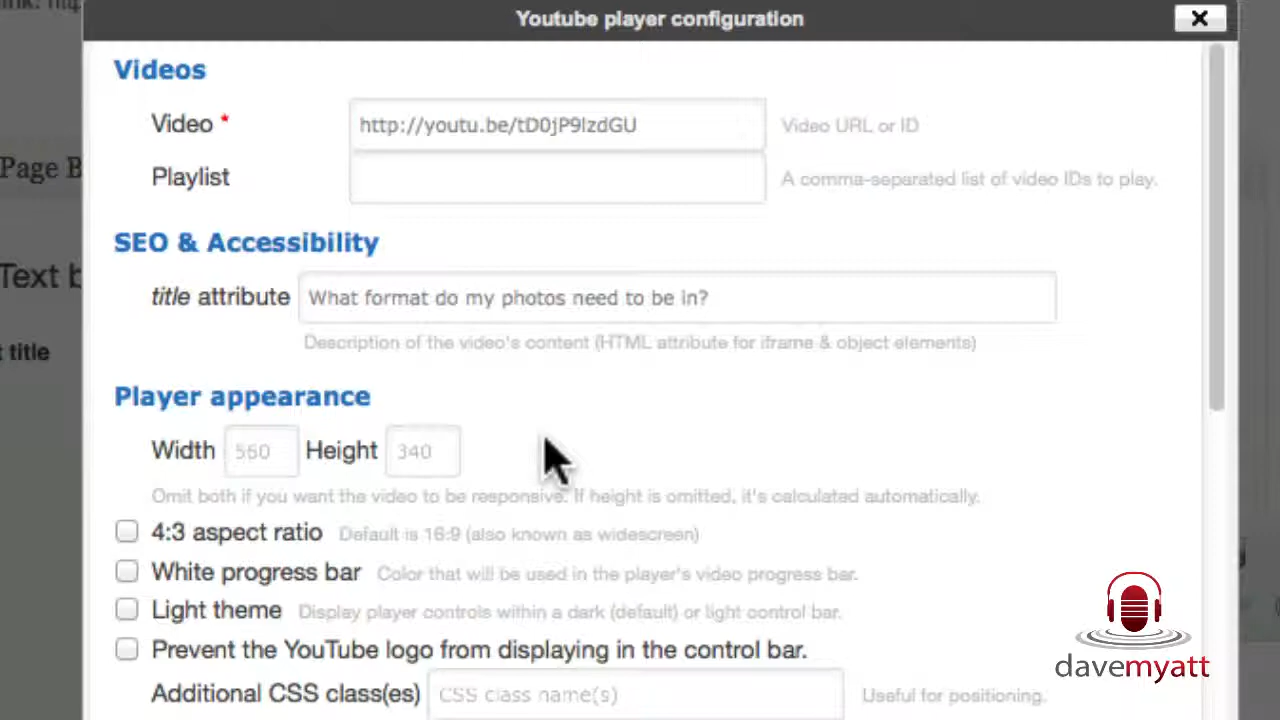 Youtube player configuration
Videos
Video * http://youtu.be/tD0jP9lzdGU Video URL or ID
Page B
Playlist A comma-separated list of video IDs to play.
SEO & Accessibility
Text b
title attribute What format do my photos need to be in?
Description of the video's content (HTML attribute for iframe & object elements)
t title
Player appearance
Width 560 Height 340
Omit both if you want the video to be responsive. If height is omitted, it's calculated automatically.
4:3 aspect ratio Default is 16:9 (also known as widescreen)
White progress bar Color that will be used in the player's video progress bar.
Light theme Display player controls within a dark (default) or light control bar.
Prevent the YouTube logo from displaying in the control bar.
Additional CSS class(es) CSS class name(s) Useful for positioning.
davemyatt